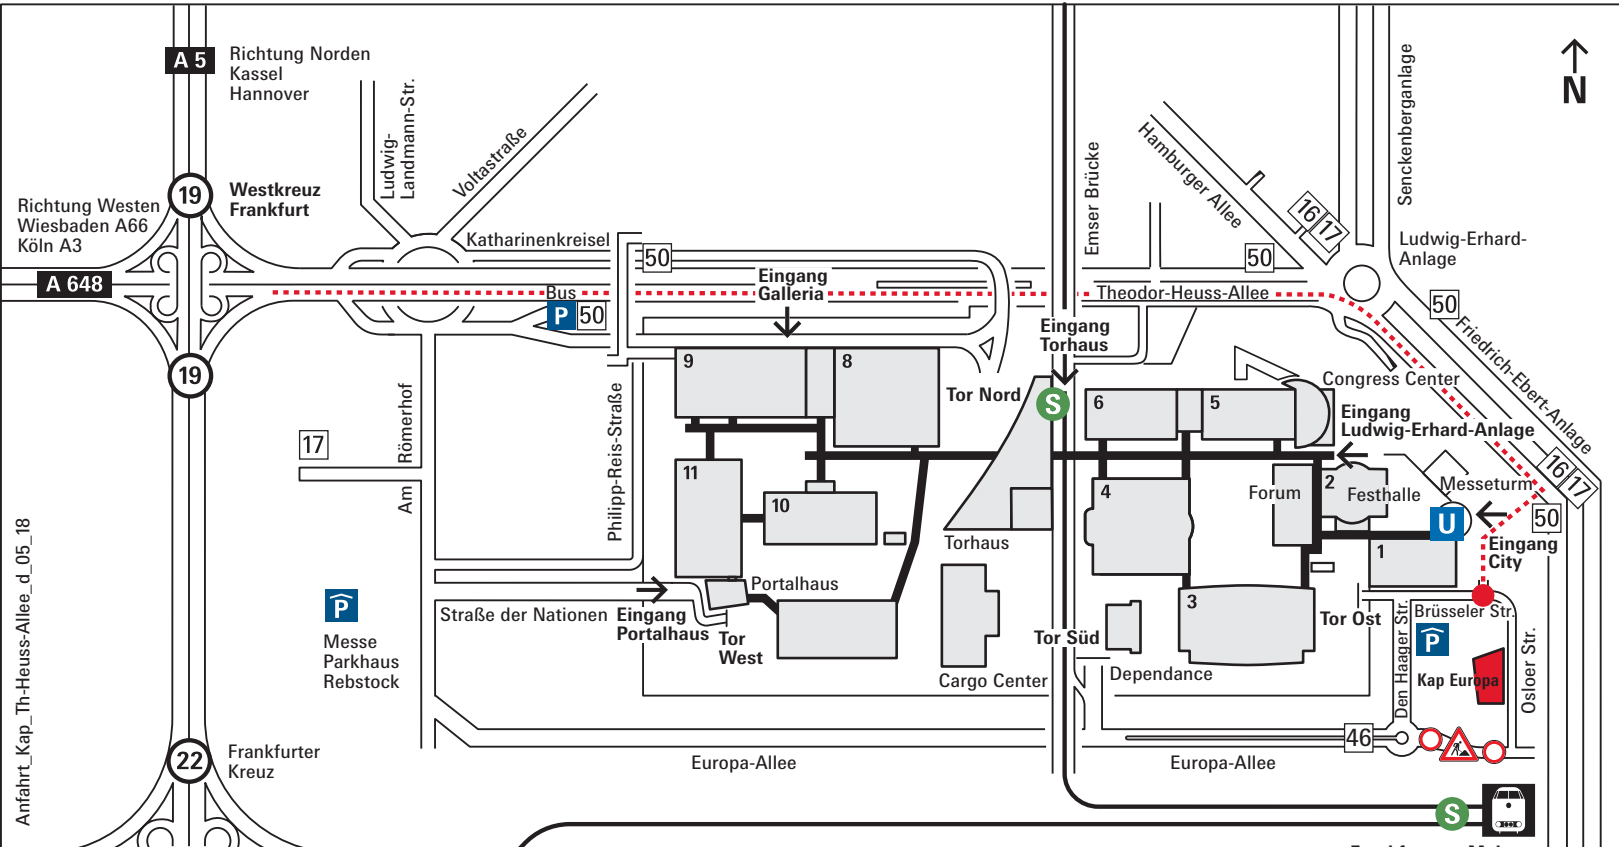 A 5
Richtung Norden
Kassel
Hannover
19
Westkreuz
Frankfurt
Richtung Westen
Wiesbaden A66
Köln A3
A 648
19
22
Frankfurter
Kreuz
Ludwig-
Landmann-Str.
Voltastraße
Katharinenkreisel
Bus
P
50
50
Eingang
Galleria
Emser Brücke
Hamburger Allee
16
17
Senckenberganlage
N
Ludwig-Erhard-
Anlage
50
50
Theodor-Heuss-Allee
Friedrich-Ebert-Anlage
Eingang
Torhaus
Tor Nord
S
9
8
6
5
Congress Center
Eingang
Ludwig-Erhard-Anlage
16
17
50
17
Am Römerhof
Philipp-Reis-Straße
11
10
Torhaus
4
Forum
2
Festhalle
Messeturm
U
Eingang
City
1
P
Messe
Parkhaus
Rebstock
Straße der Nationen
Eingang
Portalhaus
Portalhaus
Tor
West
Cargo Center
Tor Süd
Dependance
3
Tor Ost
Den Haager Str.
Brüsseler Str.
P
Kap Europa
Osloer Str.
46
Europa-Allee
Europa-Allee
S
Anfahrt_Kap_Th-Heuss-Allee_d_05_18